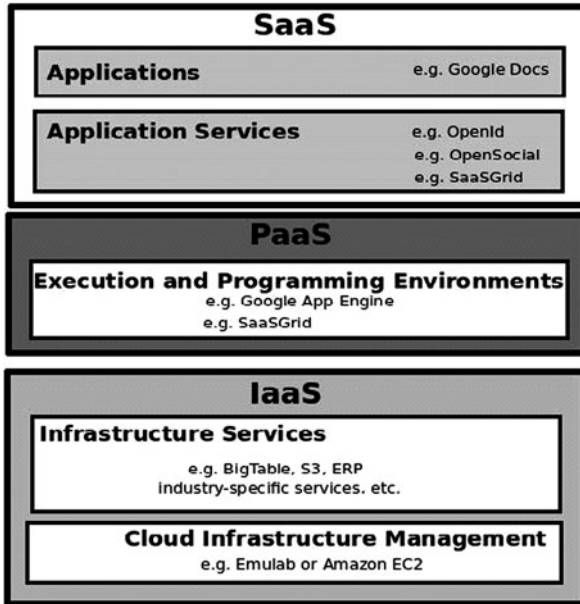 SaaS
Applications e.g. Google Docs
Application Services e.g. OpenId
e.g. OpenSocial
e.g. SaaSGrid
PaaS
Execution and Programming Environments
e.g. Google App Engine
e.g. SaaSGrid
IaaS
Infrastructure Services
e.g. BigTable, S3, ERP
industry-specific services. etc.
Cloud Infrastructure Management
e.g. Emulab or Amazon EC2